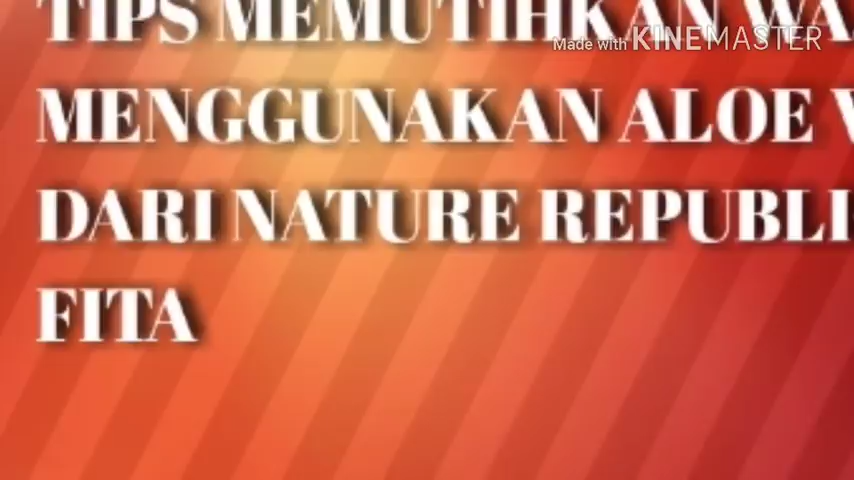 TIPS MEMUTIHKAN WA
Made with KINEMASTER
MENGGUNAKAN ALOE V
DARI NATURE REPUBLI
FITA